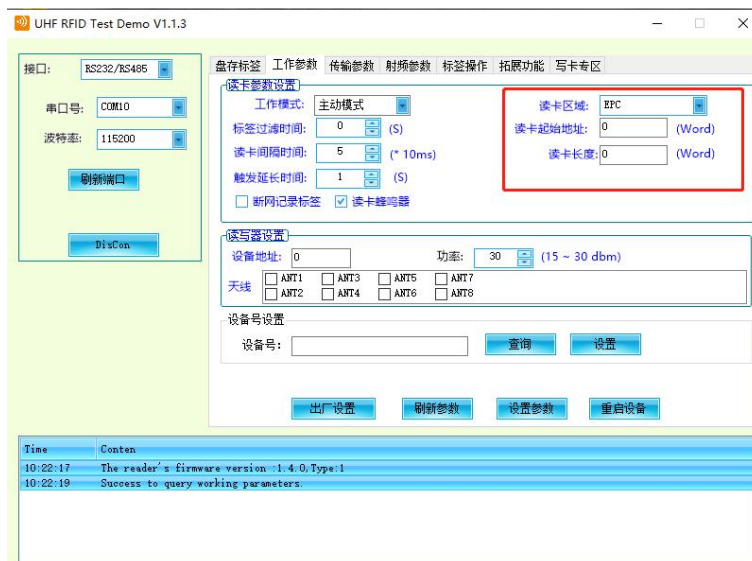 UHF RFID Test Demo V1.1.3
接口: RS232/RS485
串口号: COM10
波特率: 115200
刷新端口
DisCon
盘存标签 工作参数 传输参数 射频参数 标签操作 拓展功能 写卡专区
读卡参数设置
工作模式: 主动模式
标签过滤时间: 0 (S)
读卡间隔时间: 5 (* 10ms)
触发延长时间: 1 (S)
断网记录标签 读卡蜂鸣器
读卡区域: EPC
读卡起始地址: 0 (Word)
读卡长度: 0 (Word)
读写器设置
设备地址: 0 功率: 30 (15 ~ 30 dbm)
天线
ANT1 ANT3 ANT5 ANT7
ANT2 ANT4 ANT6 ANT8
设备号设置
设备号: 查询 设置
出厂设置 刷新参数 设置参数 重启设备
Time Conten
10:22:17 The reader's firmware version :1.4.0,Type:1
10:22:19 Success to query working parameters.